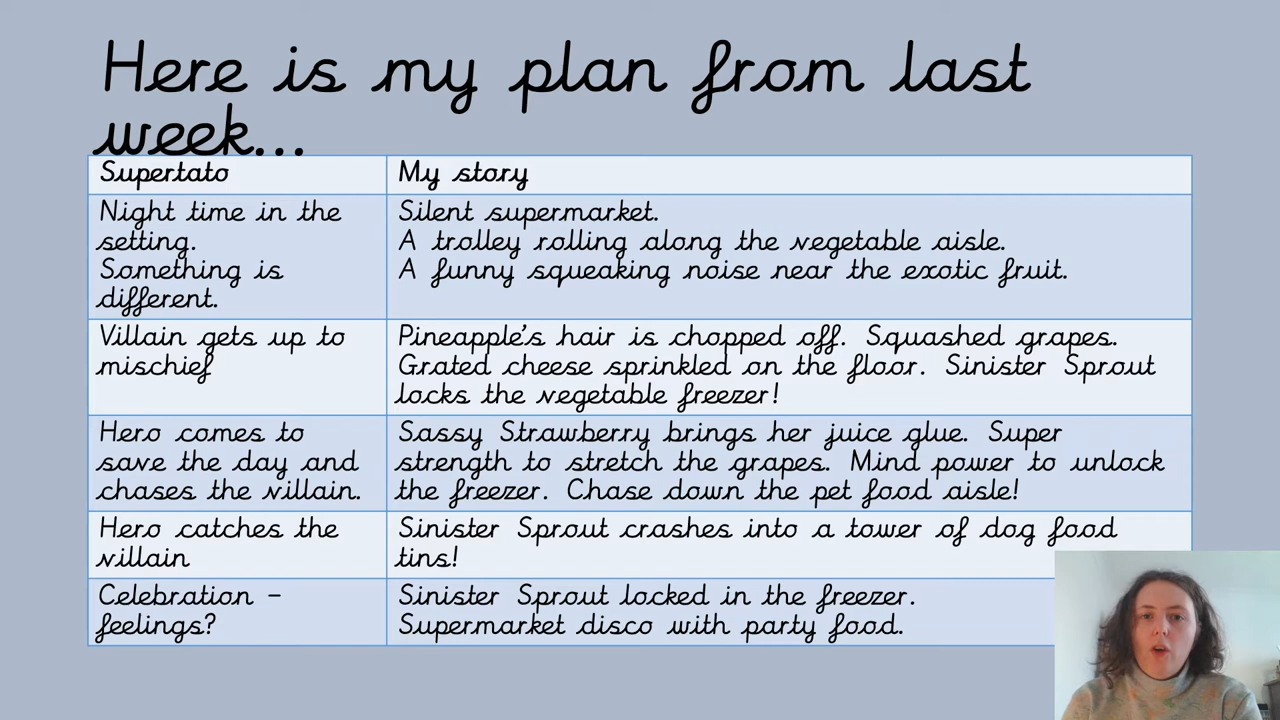 Here is my plan from last
week...
Supertato
My story
Night time in the
setting.
Something is
different.
Silent supermarket.
A trolley rolling along the vegetable aisle.
A funny squeaking noise near the exotic fruit.
Villain gets up to
mischief
Pineapple's hair is chopped off. Squashed grapes.
Grated cheese sprinkled on the floor. Sinister Sprout
locks the vegetable freezer!
Hero comes to
save the day and
chases the villain.
Sassy Strawberry brings her juice glue. Super
strength to stretch the grapes. Mind power to unlock
the freezer. Chase down the pet food aisle!
Hero catches the
villain
Sinister Sprout crashes into a tower of dog food
tins!
Celebration -
feelings?
Sinister Sprout locked in the freezer.
Supermarket disco with party food.